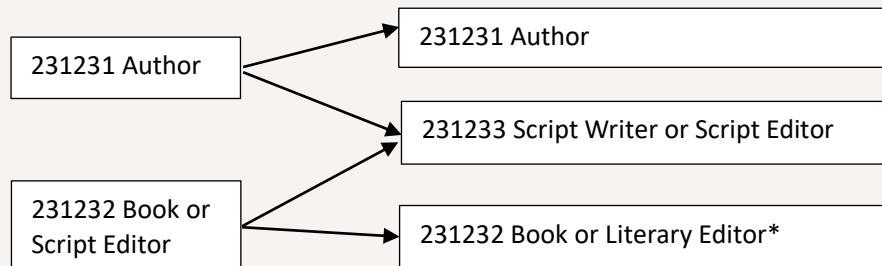 231231 Author
231231 Author
231233 Script Writer or Script Editor
231232 Book or
Script Editor
231232 Book or Literary Editor*